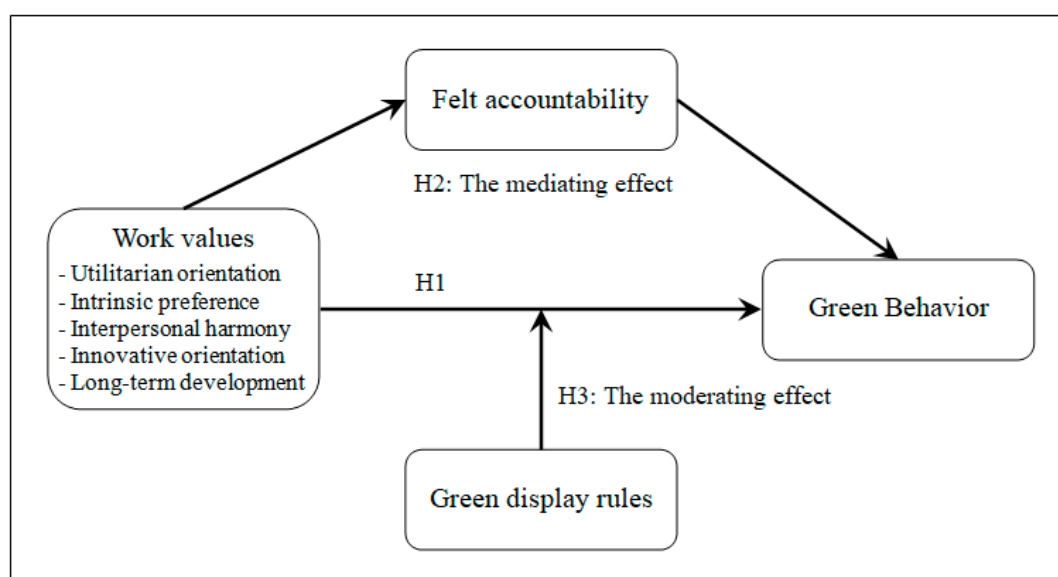 Felt accountability
H2: The mediating effect
Work values
- Utilitarian orientation
- Intrinsic preference
- Interpersonal harmony
- Innovative orientation
- Long-term development
H1
Green Behavior
H3: The moderating effect
Green display rules